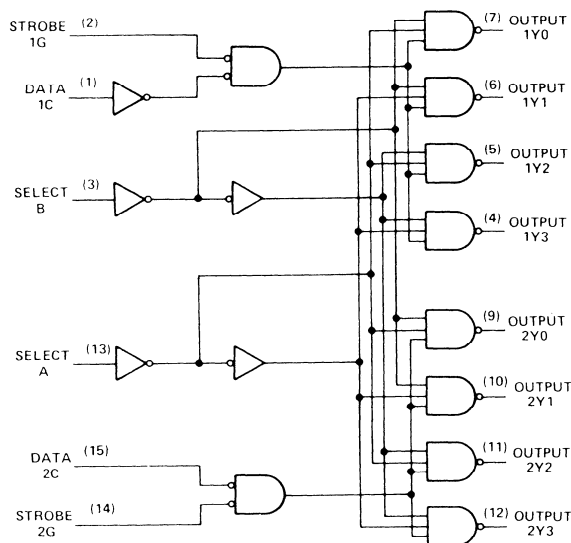 STROBE (2)
1G
DATA (1)
1C
SELECT (3)
B
SELECT (13)
A
DATA (15)
2C
STROBE (14)
2G
(7) OUTPUT
1Y0
(6) OUTPUT
1Y1
(5) OUTPUT
1Y2
(4) OUTPUT
1Y3
(9) OUTPUT
2Y0
(10) OUTPUT
2Y1
(11) OUTPUT
2Y2
(12) OUTPUT
2Y3